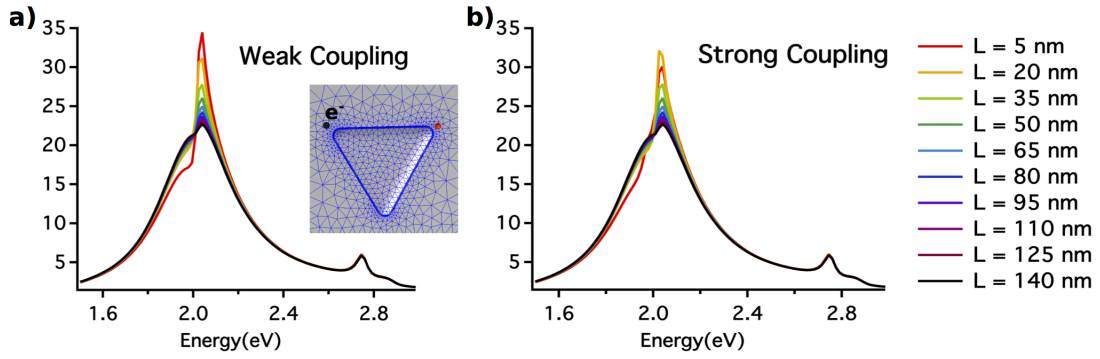 a)
35
30
25
20
15
10
5
Weak Coupling
e-
1.6
2.0
2.4
2.8
Energy(eV)
b)
35
30
25
20
15
10
5
Strong Coupling
1.6
2.0
2.4
2.8
Energy(eV)
L = 5 nm
L = 20 nm
L = 35 nm
L = 50 nm
L = 65 nm
L = 80 nm
L = 95 nm
L = 110 nm
L = 125 nm
L = 140 nm